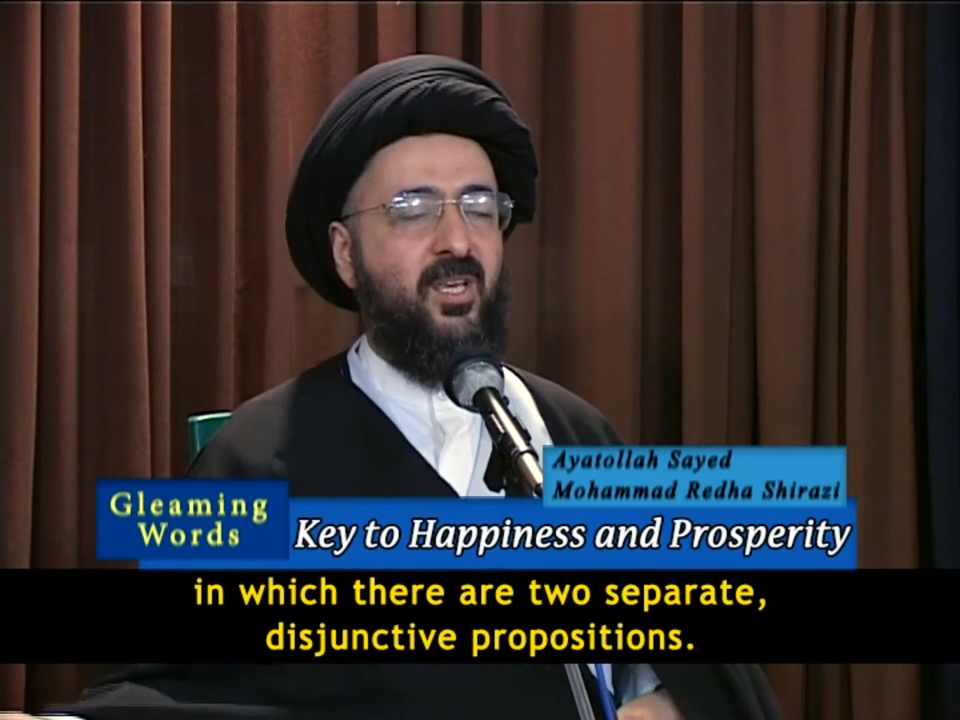 Ayatollah Sayed
Mohammad Redha Shirazi
Gleaming
Words
Key to Happiness and Prosperity
in which there are two separate,
disjunctive propositions.